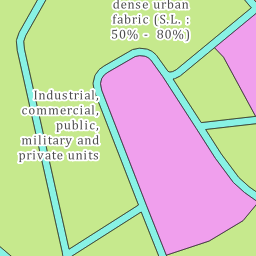 dense urban
fabric (S.L. :
50% - 80%)
Industrial,
commercial,
public,
military and
private units